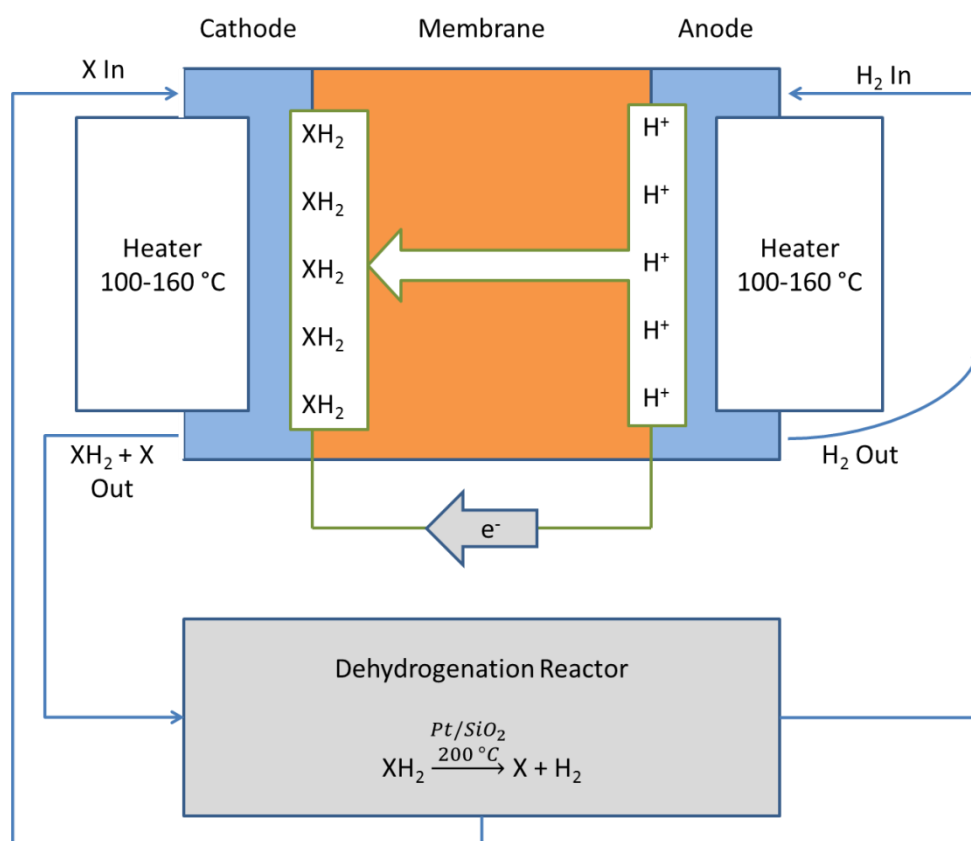 Cathode Membrane Anode
X In
H₂ In
XH₂
XH₂
XH₂
XH₂
XH₂
H⁺
H⁺
H⁺
H⁺
H⁺
Heater
100-160 °C
Heater
100-160 °C
XH₂ + X
Out
H₂ Out
e⁻
Dehydrogenation Reactor
Pt/SiO₂
200 °C
XH₂ ⟶ X + H₂